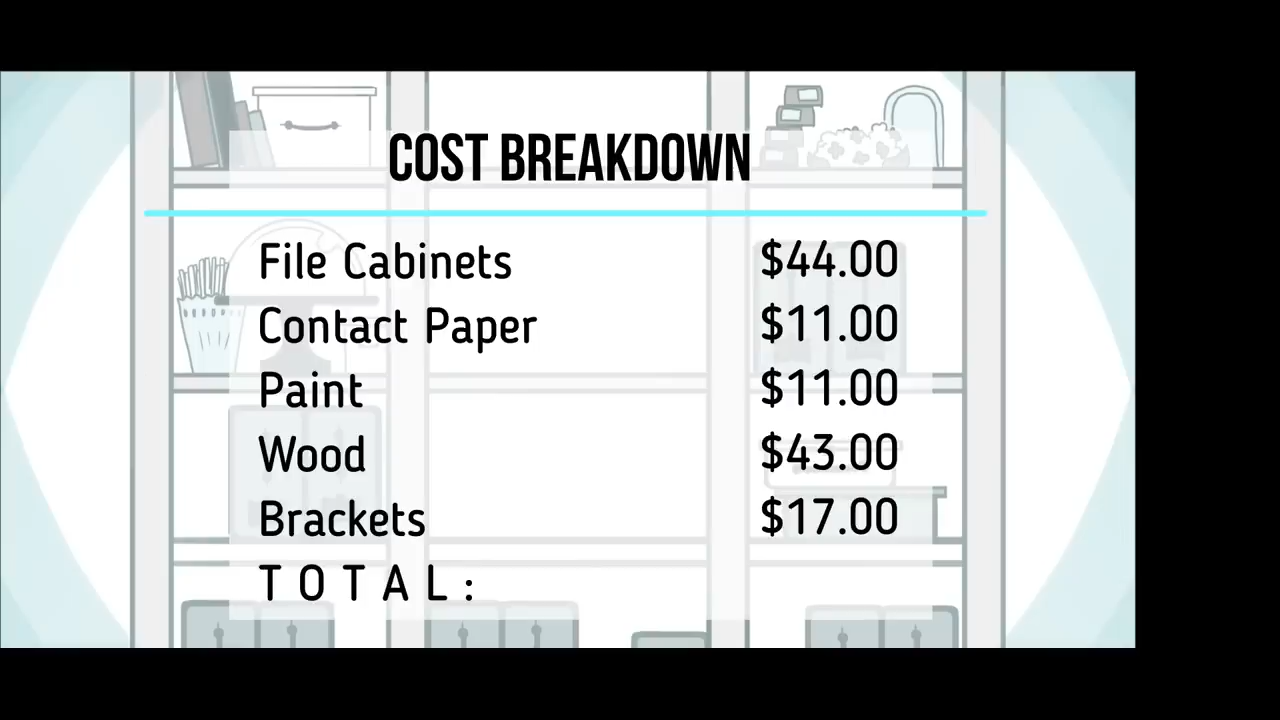 COST BREAKDOWN
File Cabinets $44.00
Contact Paper $11.00
Paint $11.00
Wood $43.00
Brackets $17.00
TOTAL: